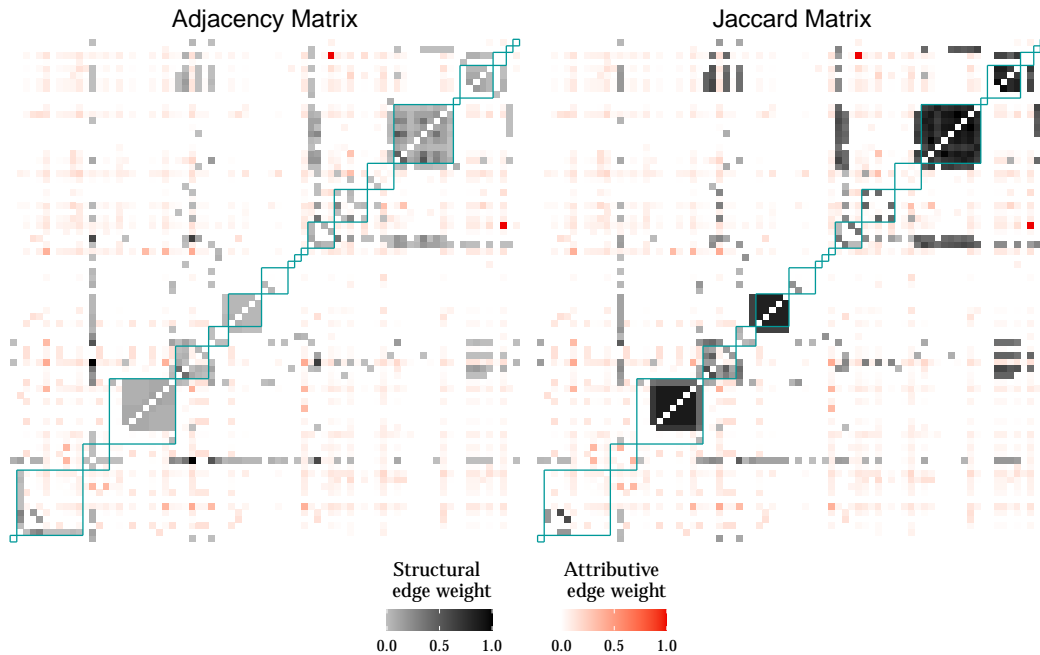 Adjacency Matrix
Jaccard Matrix
Structural
edge weight
0.0 0.5 1.0
Attributive
edge weight
0.0 0.5 1.0